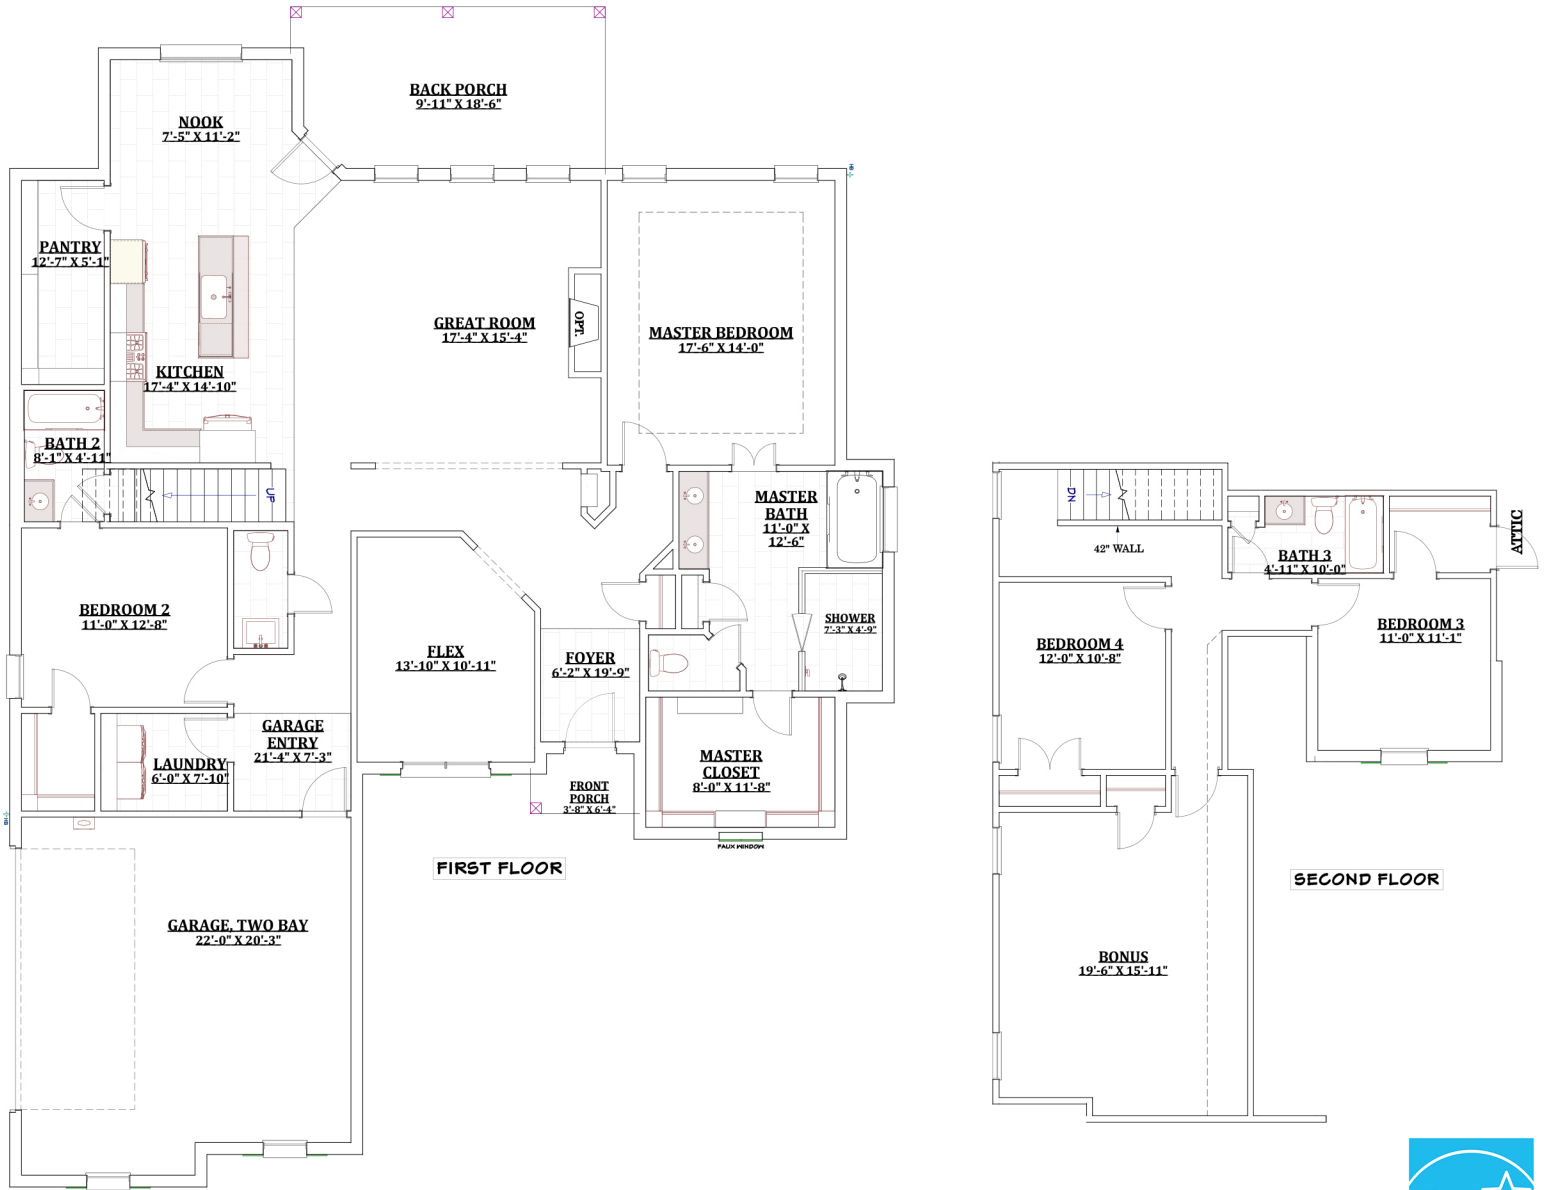 BACK PORCH
9'-11" X 18'-6"
NOOK
7'-5" X 11'-2"
HB
PANTRY
12'-7" X 5'-1"
GREAT ROOM
17'-4" X 15'-4"
OPT.
MASTER BEDROOM
17'-6" X 14'-0"
KITCHEN
17'-4" X 14'-10"
BATH 2
8'-1" X 4'-11"
UP
MASTER
BATH
11'-0" X
12'-6"
BEDROOM 2
11'-0" X 12'-8"
SHOWER
7'-3" X 4'-9"
FLEX
13'-10" X 10'-11"
FOYER
6'-2" X 19'-9"
GARAGE
ENTRY
21'-4" X 7'-3"
LAUNDRY
6'-0" X 7'-10"
MASTER
CLOSET
8'-0" X 11'-8"
FRONT
PORCH
3'-8" X 6'-4"
HB
FAUX WINDOW
FIRST FLOOR
GARAGE, TWO BAY
22'-0" X 20'-3"
DN
42" WALL
ATTIC
BATH 3
4'-11" X 10'-0"
BEDROOM 3
11'-0" X 11'-1"
BEDROOM 4
12'-0" X 10'-8"
SECOND FLOOR
BONUS
19'-6" X 15'-11"